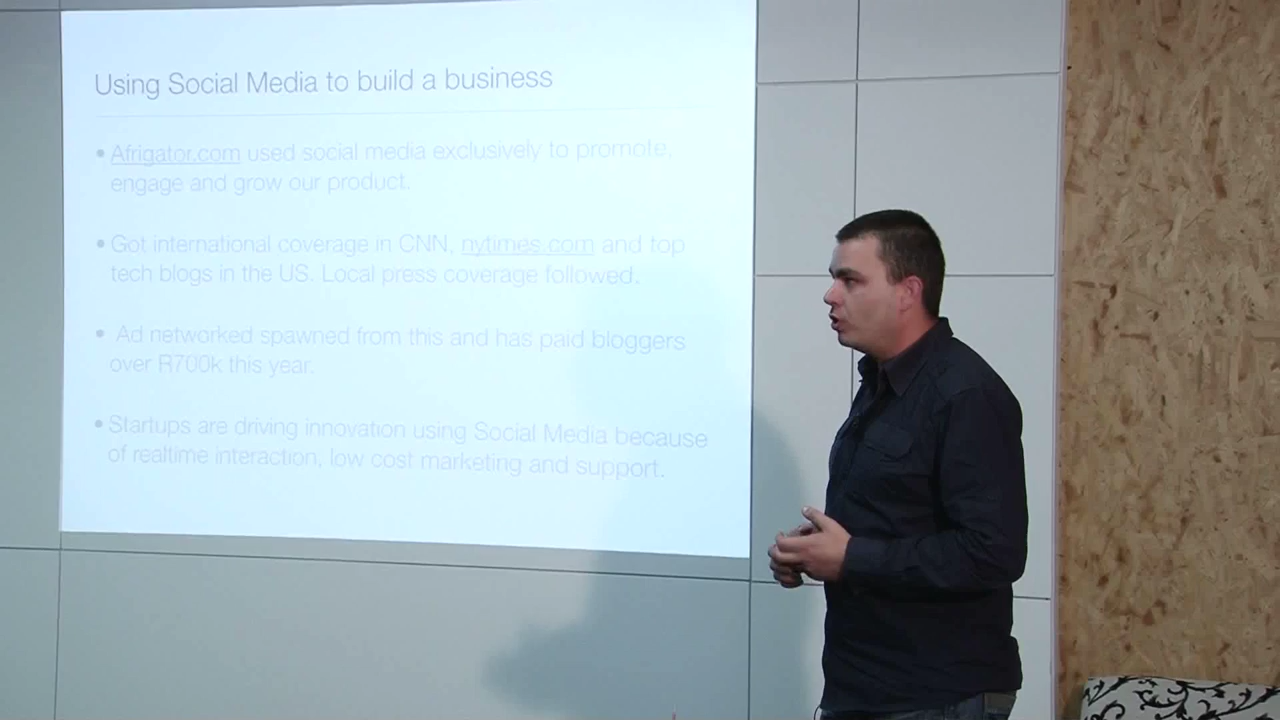 Using Social Media to build a business
• Afrigator.com used social media exclusively to promote,
engage and grow our product.
• Got international coverage in CNN, nytimes.com and top
tech blogs in the US. Local press coverage followed.
• Ad networked spawned from this and has paid bloggers
over R700k this year.
• Startups are driving innovation using Social Media because
of realtime interaction, low cost marketing and support.